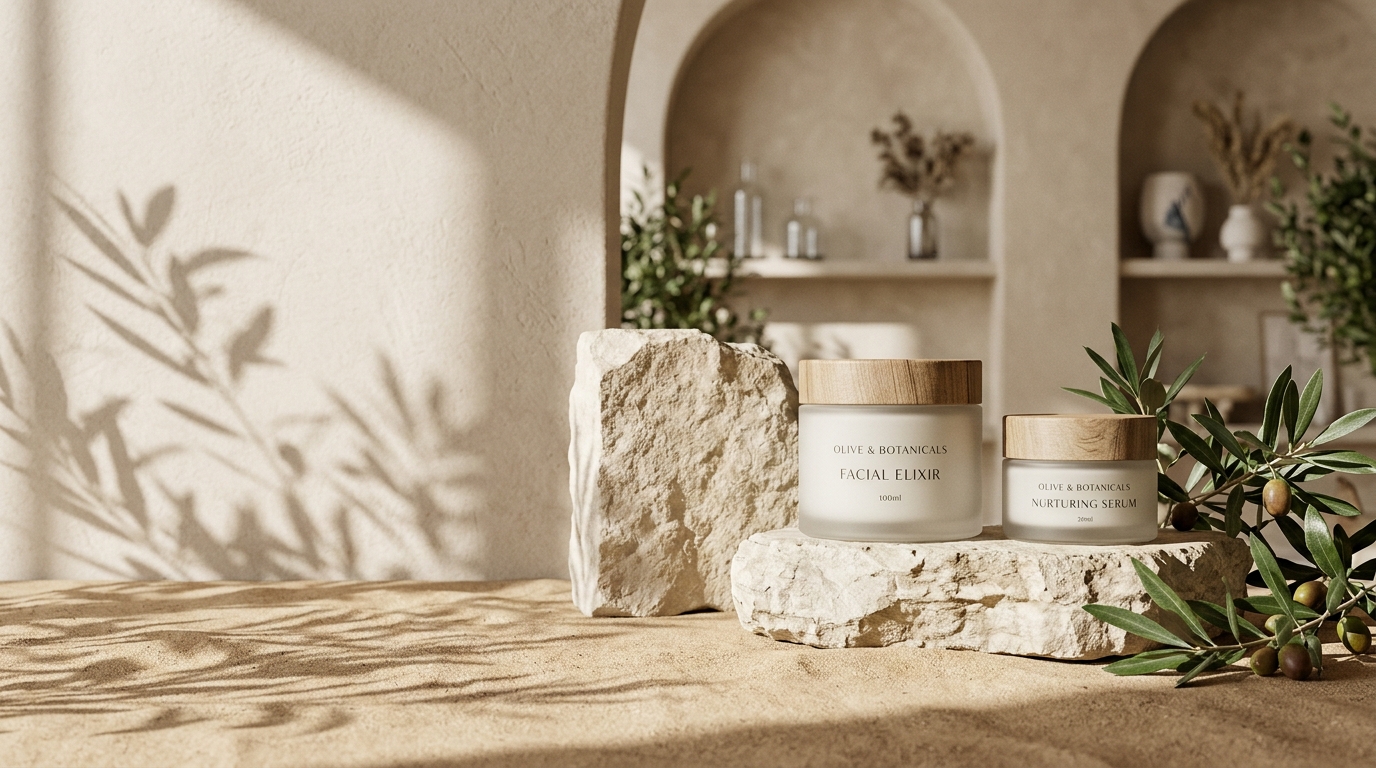 OLIVE & BOTANICALS
FACIAL ELIXIR
100ml
OLIVE & BOTANICALS
NURTURING SERUM